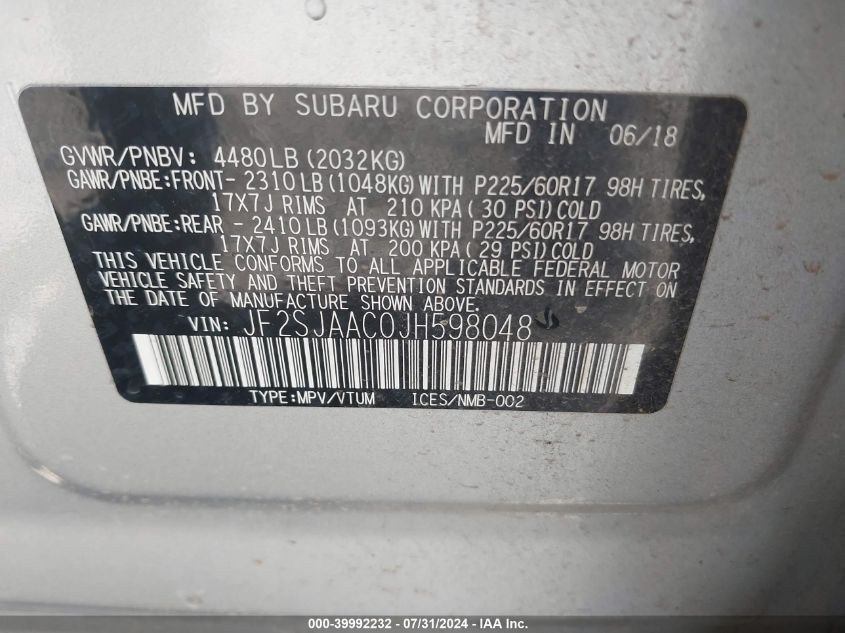 MFD BY SUBARU CORPORATION
MFD IN 06/18
GVWR/PNBV: 4480LB (2032KG)
GAWR/PNBE:FRONT- 2310LB (1048KG) WITH P225/60R17 98H TIRES,
17X7J RIMS AT 210 KPA (30 PSI) COLD
GAWR/PNBE:REAR - 2410LB (1093KG) WITH P225/60R17 98H TIRES,
17X7J RIMS AT 200 KPA (29 PSI) COLD
THIS VEHICLE CONFORMS TO ALL APPLICABLE FEDERAL MOTOR
VEHICLE SAFETY AND THEFT PREVENTION STANDARDS IN EFFECT ON
THE DATE OF MANUFACTURE SHOWN ABOVE.
VIN: JF2SJAAC0JH598048
TYPE:MPV/VTUM ICES/NMB-002
000-39992232 - 07/31/2024 - IAA Inc.